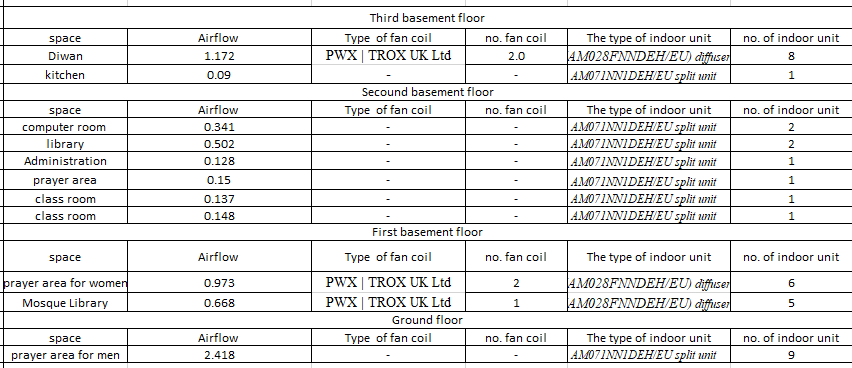 Third basement floor
space Airflow Type of fan coil no. fan coil The type of indoor unit no. of indoor unit
Diwan 1.172 PWX | TROX UK Ltd 2.0 AM028FNNDEH/EU) diffuser 8
kitchen 0.09 - - AM071NN1DEH/EU split unit 1
Seccound basement floor
space Airflow Type of fan coil no. fan coil The type of indoor unit no. of indoor unit
computer room 0.341 - - AM071NN1DEH/EU split unit 2
library 0.502 - - AM071NN1DEH/EU split unit 2
Administration 0.128 - - AM071NN1DEH/EU split unit 1
prayer area 0.15 - - AM071NN1DEH/EU split unit 1
class room 0.137 - - AM071NN1DEH/EU split unit 1
class room 0.148 - - AM071NN1DEH/EU split unit 1
First basement floor
space Airflow Type of fan coil no. fan coil The type of indoor unit no. of indoor unit
prayer area for women 0.973 PWX | TROX UK Ltd 2 AM028FNNDEH/EU) diffuser 6
Mosque Library 0.668 PWX | TROX UK Ltd 1 AM028FNNDEH/EU) diffuser 5
Ground floor
space Airflow Type of fan coil no. fan coil The type of indoor unit no. of indoor unit
prayer area for men 2.418 - - AM071NN1DEH/EU split unit 9